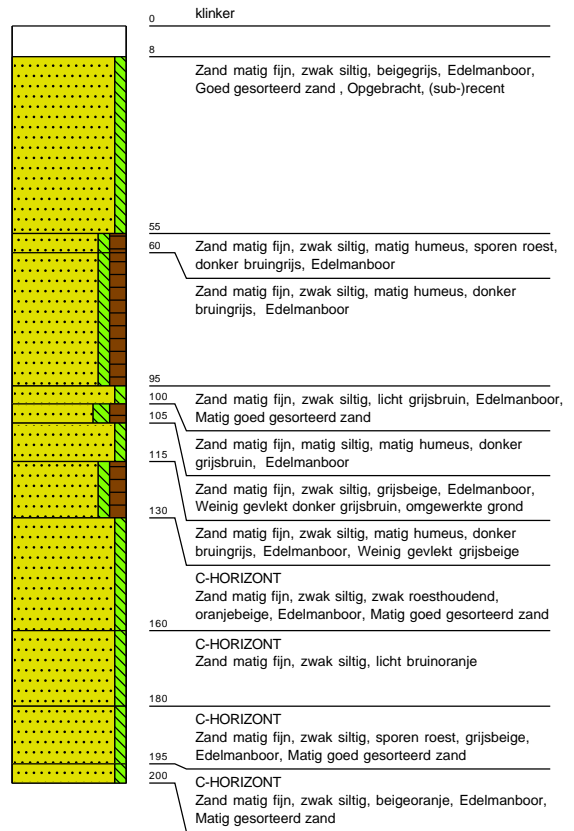 0
klinker
8
Zand matig fijn, zwak siltig, beigegrijs, Edelmanboor,
Goed gesorteerd zand , Opgebracht, (sub-)recent
55
Zand matig fijn, zwak siltig, matig humeus, sporen roest,
donker bruingrijs, Edelmanboor
60
Zand matig fijn, zwak siltig, matig humeus, donker
bruingrijs, Edelmanboor
95
Zand matig fijn, zwak siltig, licht grijsbruin, Edelmanboor,
Matig goed gesorteerd zand
100
Zand matig fijn, matig siltig, matig humeus, donker
grijsbruin, Edelmanboor
105
Zand matig fijn, zwak siltig, grijsbeige, Edelmanboor,
Weinig gevlekt donker grijsbruin, omgewerkte grond
115
Zand matig fijn, zwak siltig, matig humeus, donker
bruingrijs, Edelmanboor, Weinig gevlekt grijsbeige
130
C-HORIZONT
Zand matig fijn, zwak siltig, zwak roesthoudend,
oranjebeige, Edelmanboor, Matig goed gesorteerd zand
160
C-HORIZONT
Zand matig fijn, zwak siltig, licht bruinoranje
180
C-HORIZONT
Zand matig fijn, zwak siltig, sporen roest, grijsbeige,
Edelmanboor, Matig goed gesorteerd zand
195
C-HORIZONT
Zand matig fijn, zwak siltig, beigeoranje, Edelmanboor,
Matig gesorteerd zand
200